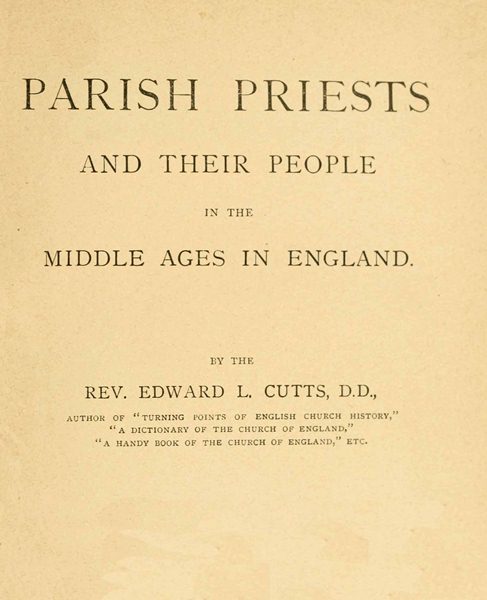 PARISH PRIESTS
AND THEIR PEOPLE
IN THE
MIDDLE AGES IN ENGLAND.
BY THE
REV. EDWARD L. CUTTS, D.D.,
AUTHOR OF "TURNING POINTS OF ENGLISH CHURCH HISTORY,"
"A DICTIONARY OF THE CHURCH OF ENGLAND,"
"A HANDY BOOK OF THE CHURCH OF ENGLAND," ETC.